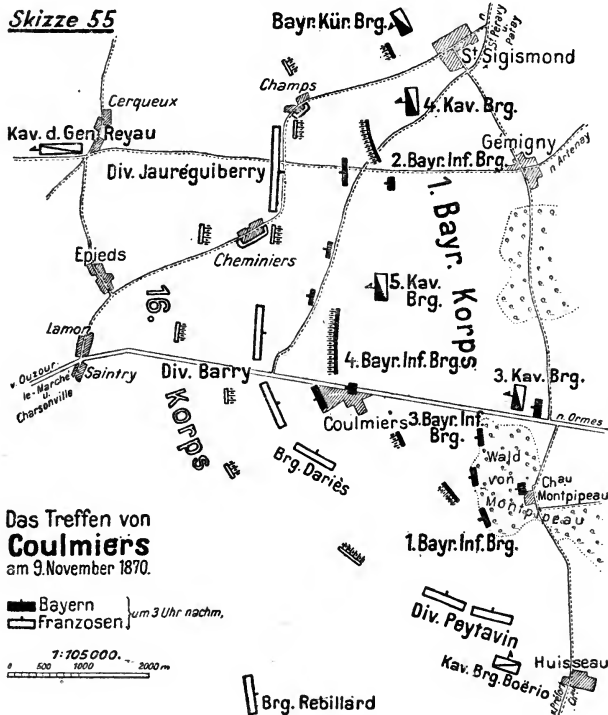 Skizze 55
Bayr. Kür. Brg.
n. St. Péravy
u.
Patay
St. Sigismond
Champs
Cerqueux
4. Kav. Brg.
Kav. d. Gen. Reyau
Gémigny
2. Bayr. Inf. Brg.
n. Artenay
Div. Jauréguiberry
1. Bayr. Korps
Cheminiers
Epieds
5. Kav.
Brg.
16.
Korps
Lamon
4. Bayr. Inf. Brg.
Div. Barry
3. Kav. Brg.
Saintry
v. Ouzour.
le-Marché
u.
Charsonville
n. Ormes
Coulmiers
3. Bayr. Inf.
Brg.
Brg. Dariès
Wald
von
Montpipeau
Chau
Montpipeau
1. Bayr. Inf. Brg.
Das Treffen von
Coulmiers
am 9. November 1870.
Bayern
Franzosen
um 3 Uhr nachm,
Div. Peytavin
1:105000.
0 500 1000 2000 m
Kav. Brg. Boërio
Huisseau
Brg. Rebillard